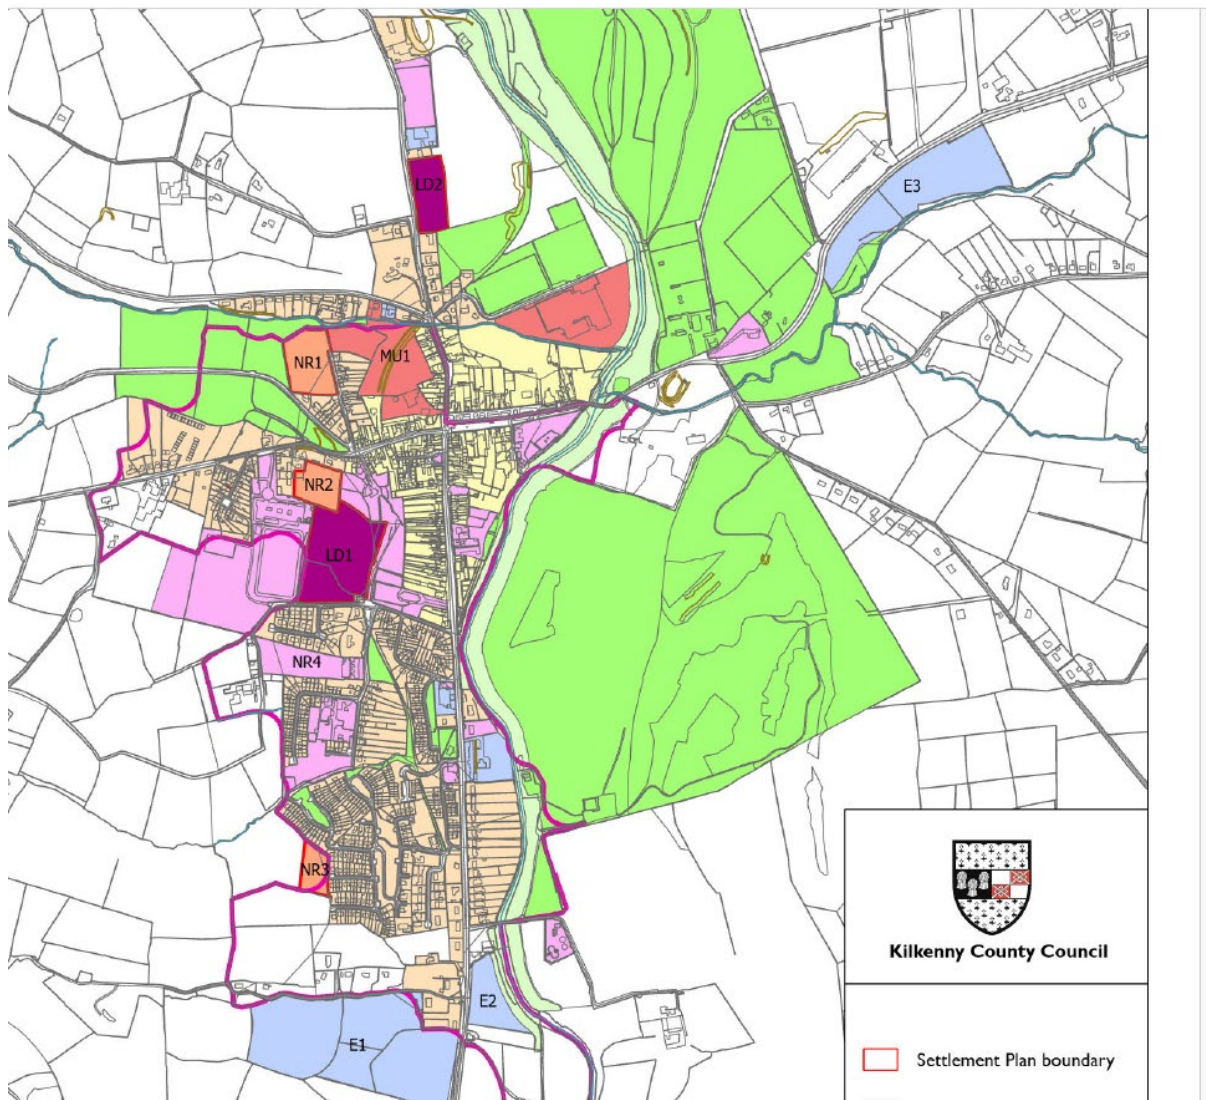 LD2
E3
MU1
NR1
NR2
LD1
NR4
NR3
E2
E1
Kilkenny County Council
Settlement Plan boundary